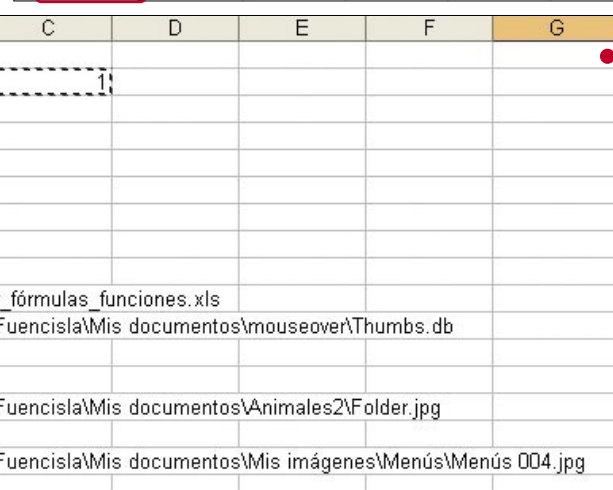 C D E F G
1
_fórmulas_funciones.xls
Fuencisla\Mis documentos\mouseover\Thumbs.db
Fuencisla\Mis documentos\Animales2\Folder.jpg
Fuencisla\Mis documentos\Mis imágenes\Menús\Menús 004.jpg